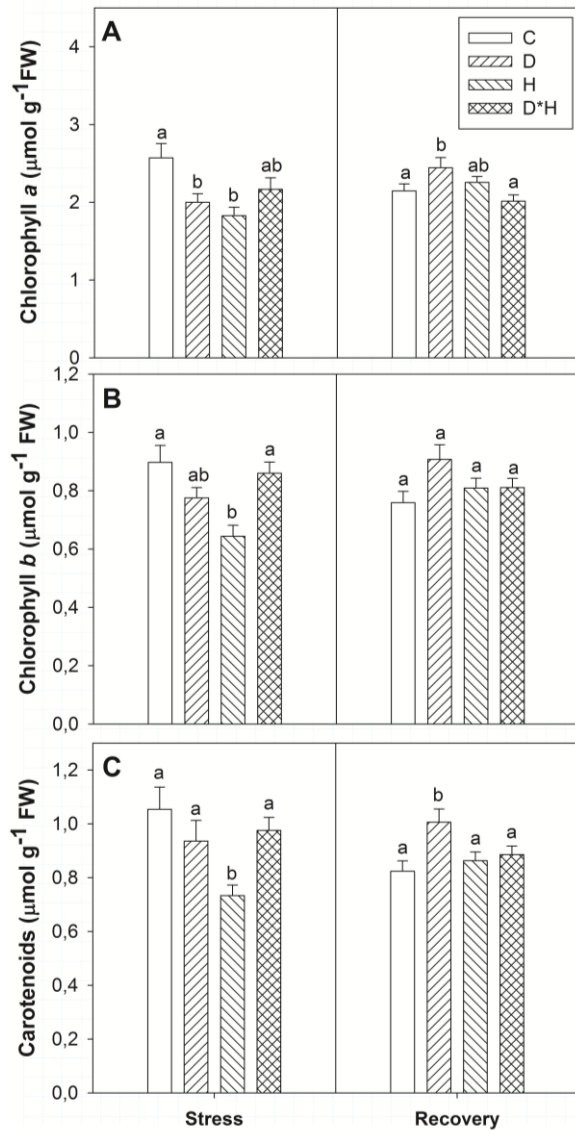 A
Chlorophyll a (μmol g-1FW)
4
3
2
1
0
C
D
H
D*H
a
b
b
ab
b
ab
a
a
B
Chlorophyll b (μmol g-1 FW)
1,2
1,0
0,8
0,6
0,4
0,2
0,0
a
ab
b
a
a
a
a
a
C
Carotenoids (μmol g-1 FW)
1,2
1,0
0,8
0,6
0,4
0,2
0,0
a
a
b
a
a
b
a
a
Stress
Recovery